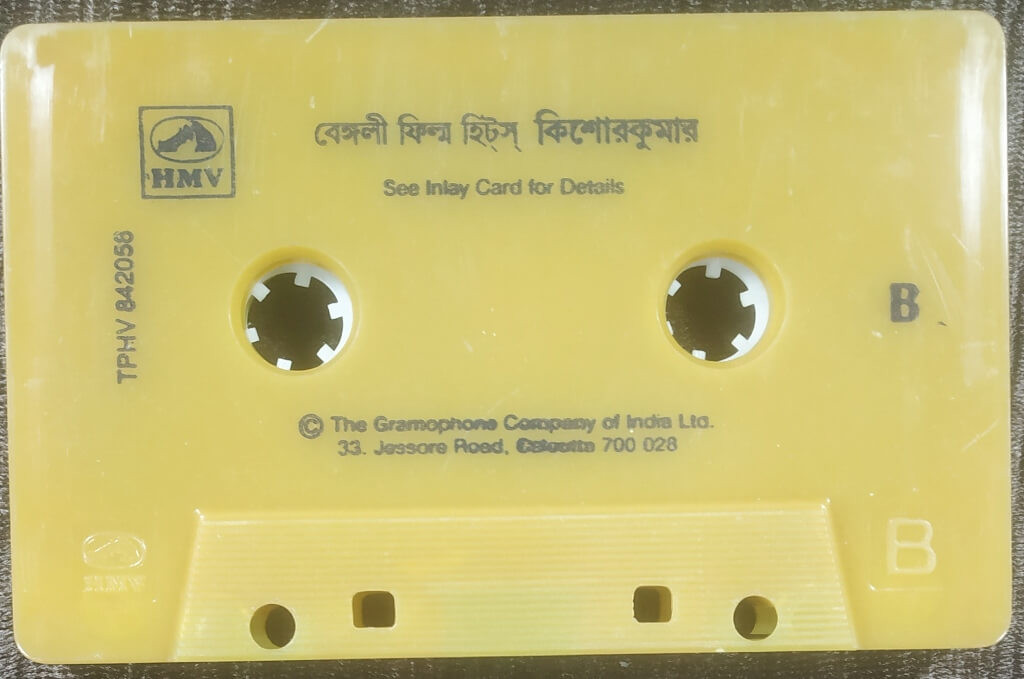 HMV
বেঙ্গলী ফিল্ম হিট্স্ কিশোরকুমার
See Inlay Card for Details
TPHV 842056
B
© The Gramophone Company of India Ltd.
33. Jessore Road, Calcutta 700 028
HMV
B